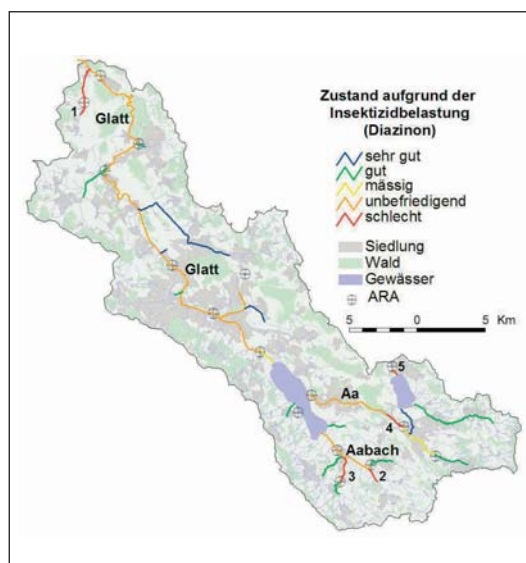 Zustand aufgrund der
Insektizidbelastung
(Diazinon)
sehr gut
gut
mässig
unbefriedigend
schlecht
Siedlung
Wald
Gewässer
ARA
5 0 5 Km
1
Glatt
Glatt
Aa
5
4
Aabach
3
2